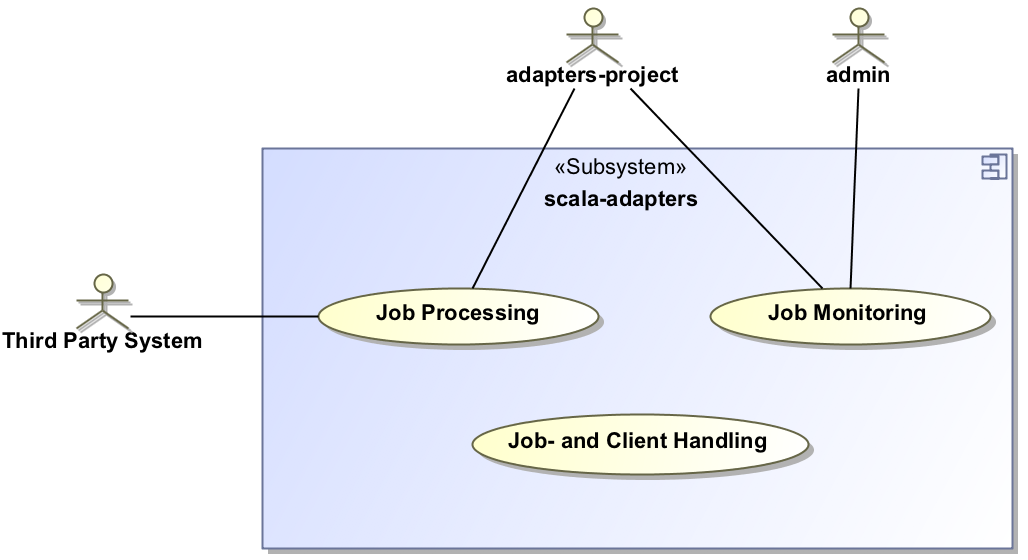 adapters-project
admin
«Subsystem»
scala-adapters
Job Processing
Job Monitoring
Third Party System
Job- and Client Handling